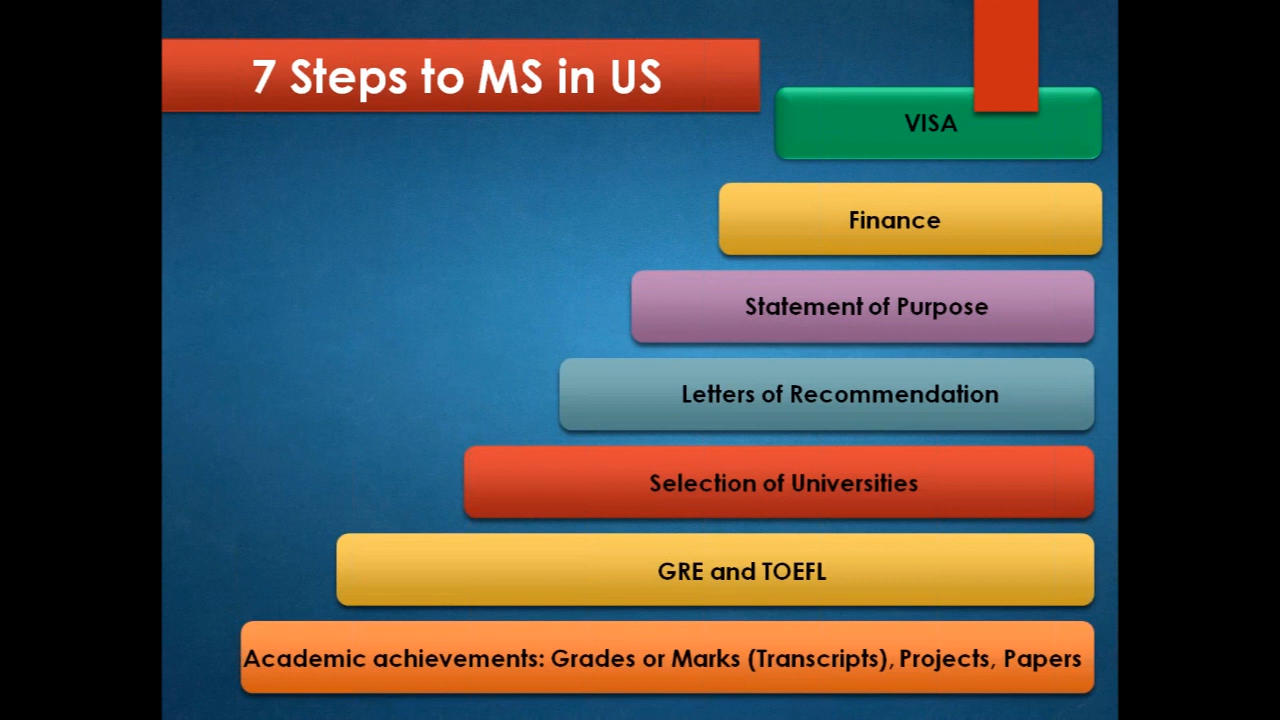 7 Steps to MS in US
VISA
Finance
Statement of Purpose
Letters of Recommendation
Selection of Universities
GRE and TOEFL
Academic achievements: Grades or Marks (Transcripts), Projects, Papers